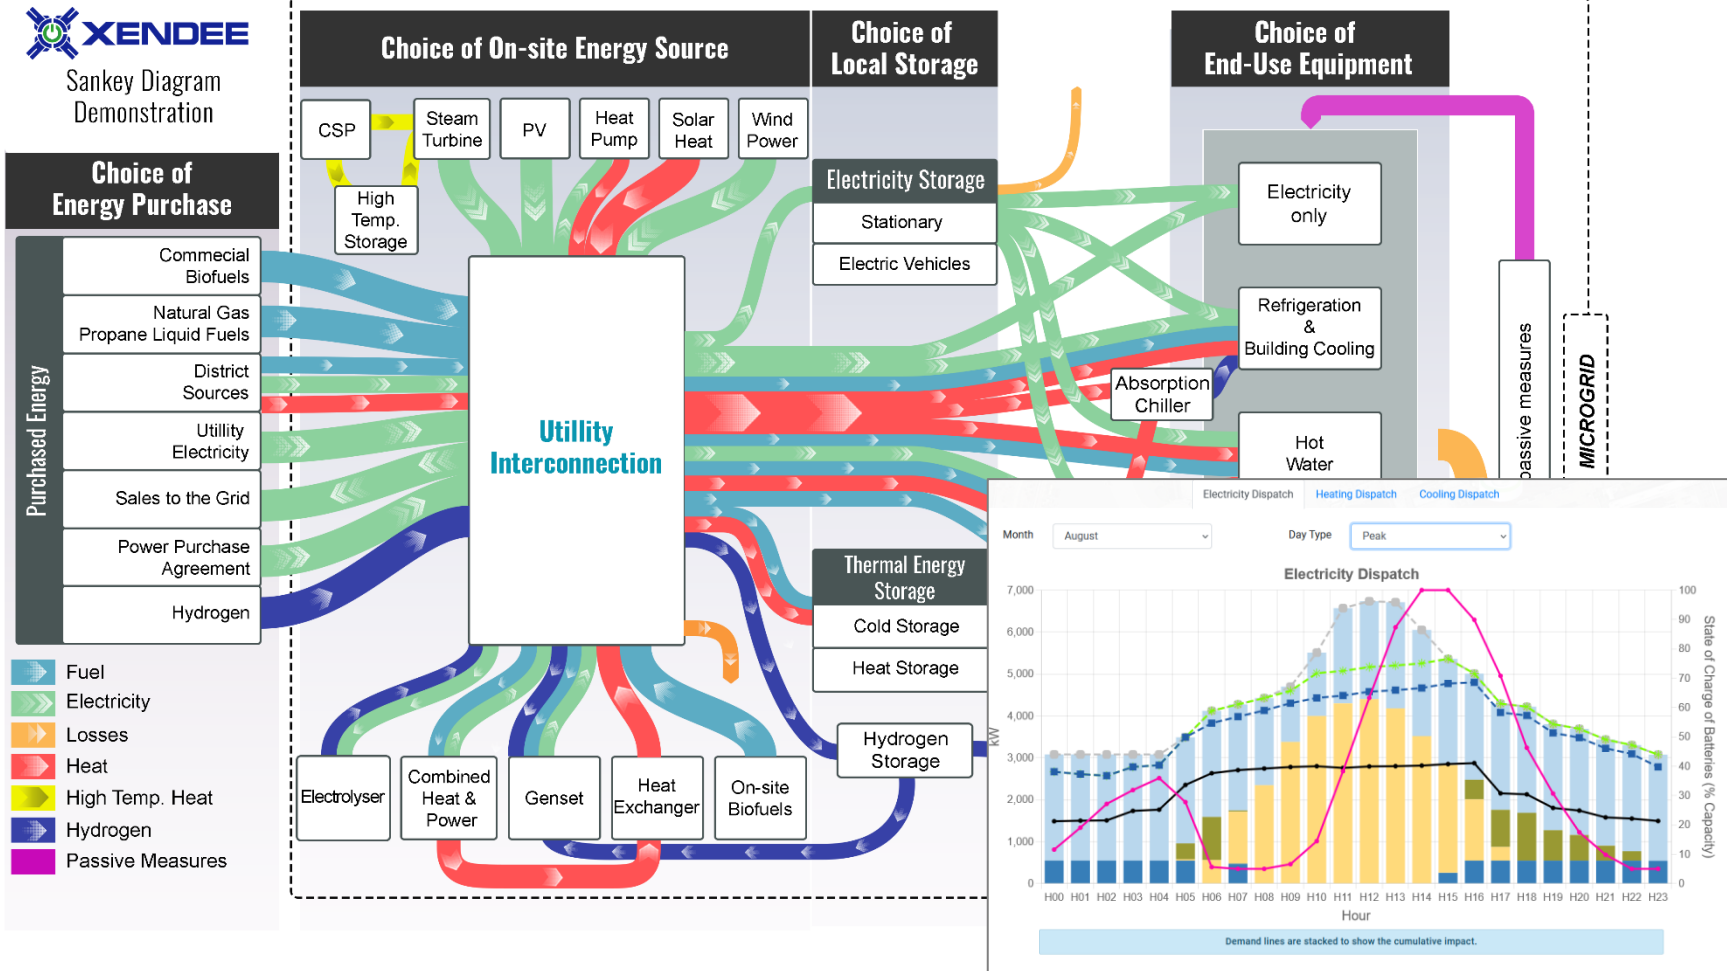 XENDEE
Sankey Diagram
Demonstration
Choice of
Energy Purchase
Purchased Energy
Commecial
Biofuels
Natural Gas
Propane Liquid Fuels
District
Sources
Utillity
Electricity
Sales to the Grid
Power Purchase
Agreement
Hydrogen
Fuel
Electricity
Losses
Heat
High Temp. Heat
Hydrogen
Passive Measures
Choice of On-site Energy Source
CSP
Steam
Turbine
PV
Heat
Pump
Solar
Heat
Wind
Power
High
Temp.
Storage
Utillity
Interconnection
Electrolyser
Combined
Heat &
Power
Genset
Heat
Exchanger
On-site
Biofuels
Choice of
Local Storage
Electricity Storage
Stationary
Electric Vehicles
Thermal Energy
Storage
Cold Storage
Heat Storage
Hydrogen
Storage
Choice of
End-Use Equipment
Electricity
only
Refrigeration
&
Building Cooling
Absorption
Chiller
Hot
Water
passive measures
MICROGRID
Electricity Dispatch
Heating Dispatch
Cooling Dispatch
Month
August
Day Type
Peak
Electricity Dispatch
7,000
6,000
5,000
4,000
3,000
2,000
1,000
0
kW
100
90
80
70
60
50
40
30
20
10
0
State of Charge of Batteries (% Capacity)
H00 H01 H02 H03 H04 H05 H06 H07 H08 H09 H10 H11 H12 H13 H14 H15 H16 H17 H18 H19 H20 H21 H22 H23
Hour
Demand lines are stacked to show the cumulative impact.